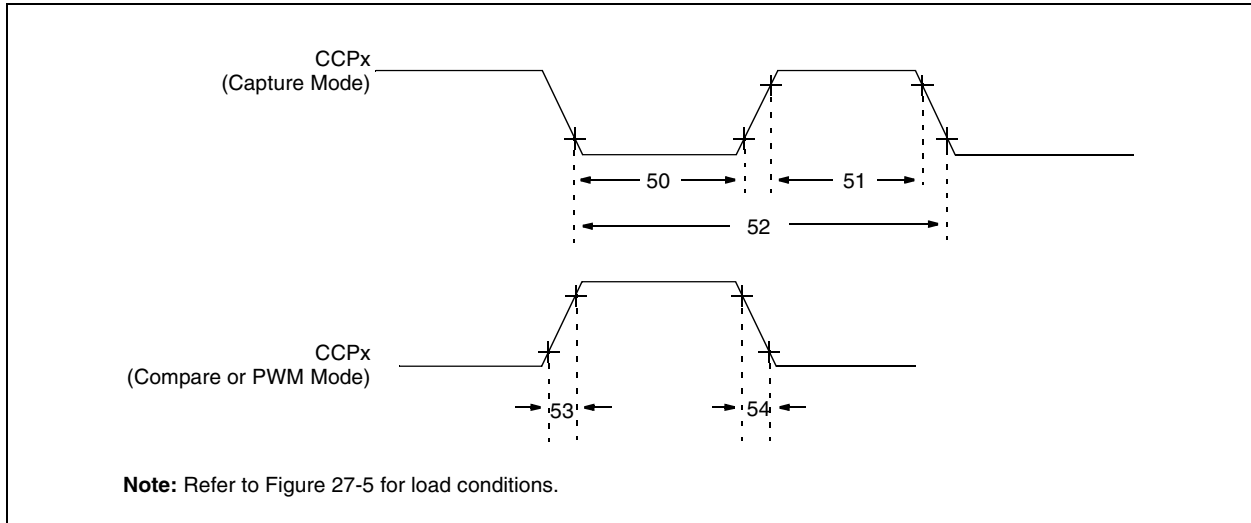 CCPx
(Capture Mode)
50
51
52
CCPx
(Compare or PWM Mode)
53
54
Note: Refer to Figure 27-5 for load conditions.